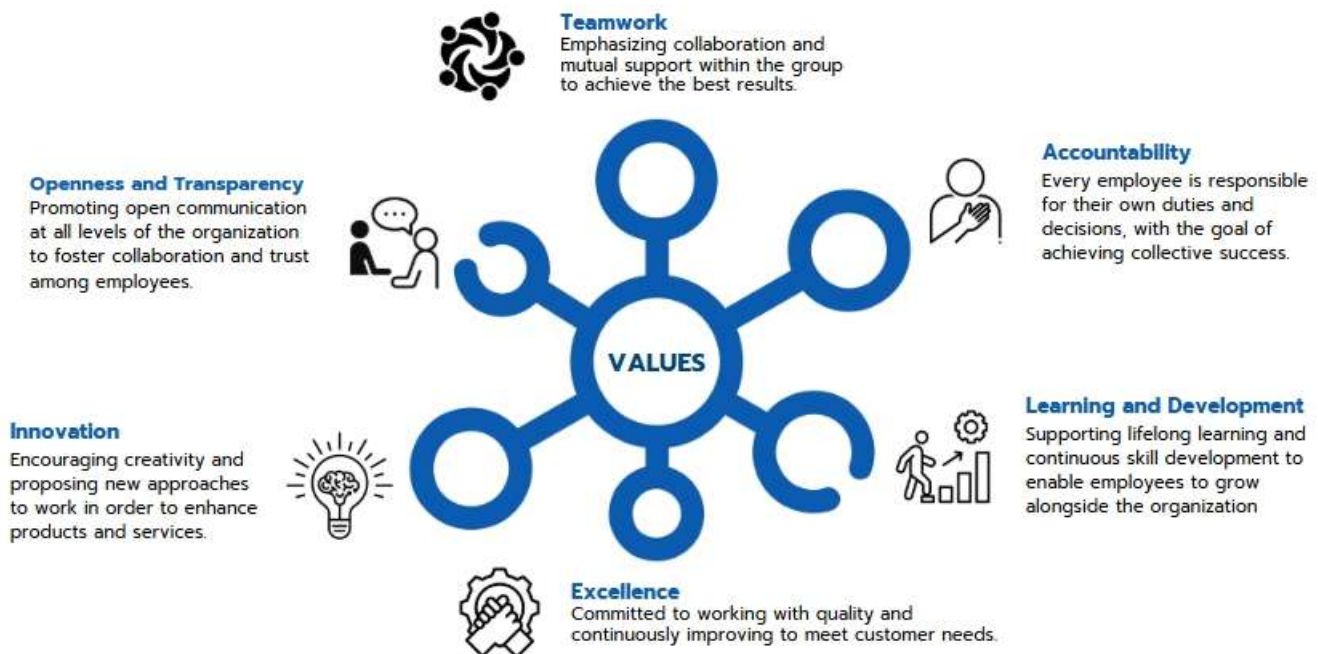 Teamwork
Emphasizing collaboration and
mutual support within the group
to achieve the best results.
Accountability
Every employee is responsible
for their own duties and
decisions, with the goal of
achieving collective success.
Openness and Transparency
Promoting open communication
at all levels of the organization
to foster collaboration and trust
among employees.
VALUES
Learning and Development
Supporting lifelong learning and
continuous skill development to
enable employees to grow
alongside the organization
Innovation
Encouraging creativity and
proposing new approaches
to work in order to enhance
products and services.
Excellence
Committed to working with quality and
continuously improving to meet customer needs.